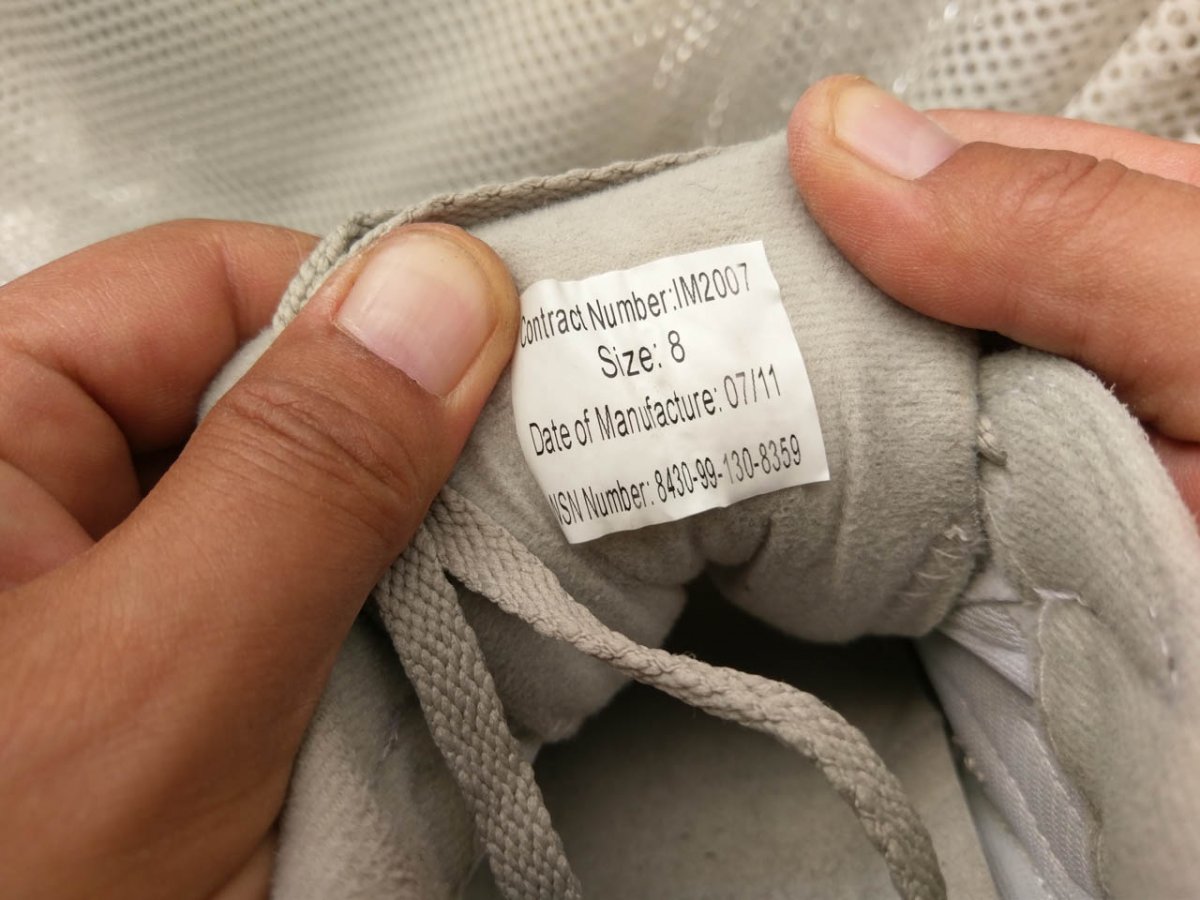 Contract Number:IM2007
Size: 8
Date of Manufacture: 07/11
NSN Number: 8430-99-130-8359